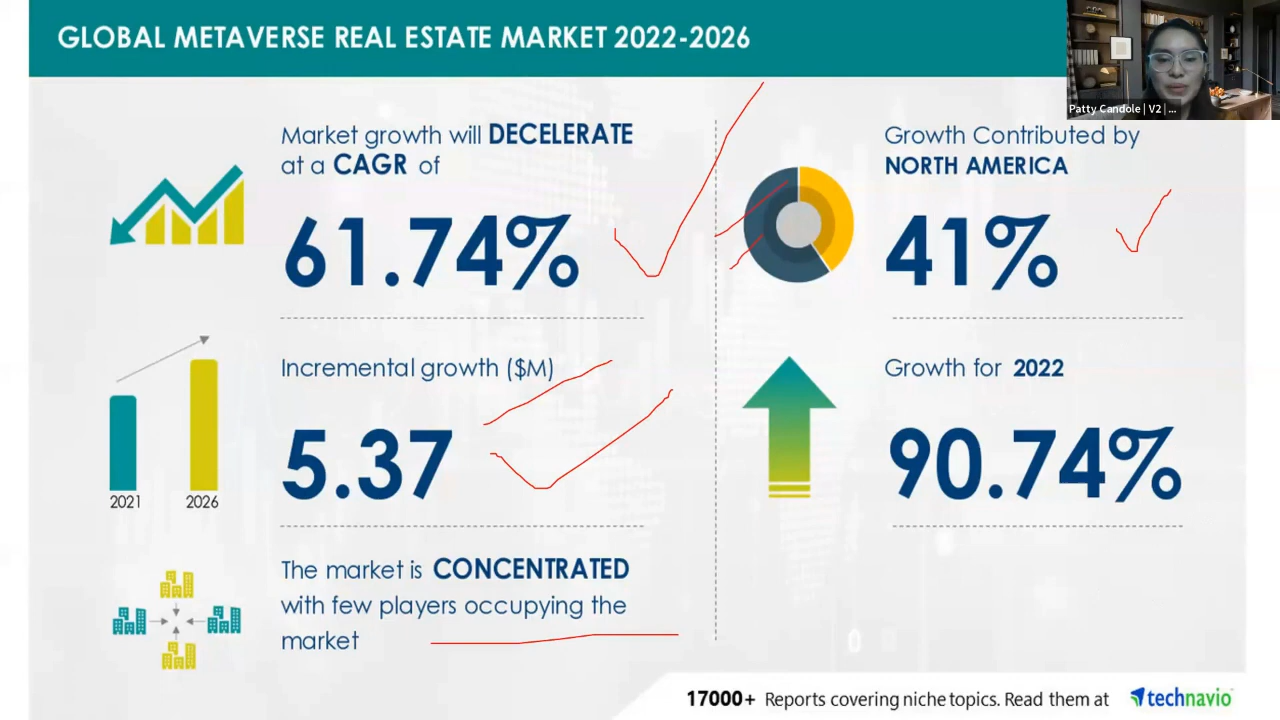 GLOBAL METAVERSE REAL ESTATE MARKET 2022-2026
Patty Candole | V2 | ...
Market growth will DECELERATE
at a CAGR of
61.74%
Growth Contributed by
NORTH AMERICA
41%
Incremental growth ($M)
5.37
2021
2026
Growth for 2022
90.74%
The market is CONCENTRATED
with few players occupying the
market
17000+ Reports covering niche topics. Read them at technavio